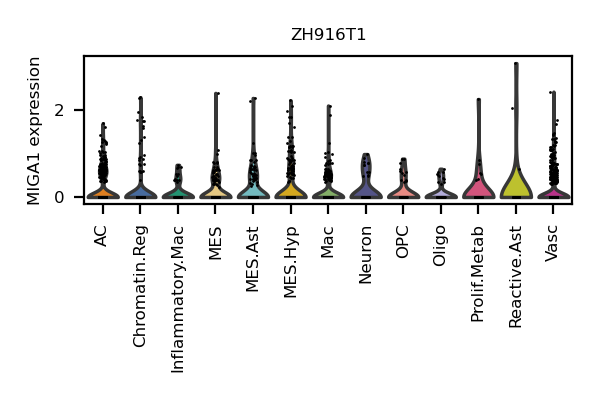 ZH916T1
MIGA1 expression
2
0
AC
Chromatin.Reg
Inflammatory.Mac
MES
MES.Ast
MES.Hyp
Mac
Neuron
OPC
Oligo
Prolif.Metab
Reactive.Ast
Vasc